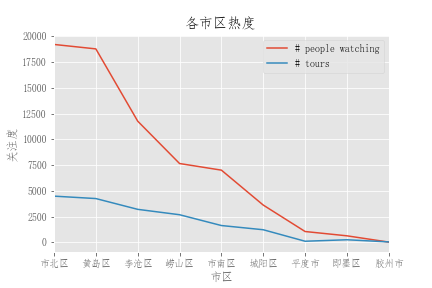 各市区热度
# people watching
# tours
20000
17500
15000
12500
10000
7500
5000
2500
0
关注度
市北区 黄岛区 李沧区 崂山区 市南区 城阳区 平度市 即墨区 胶州市
市区